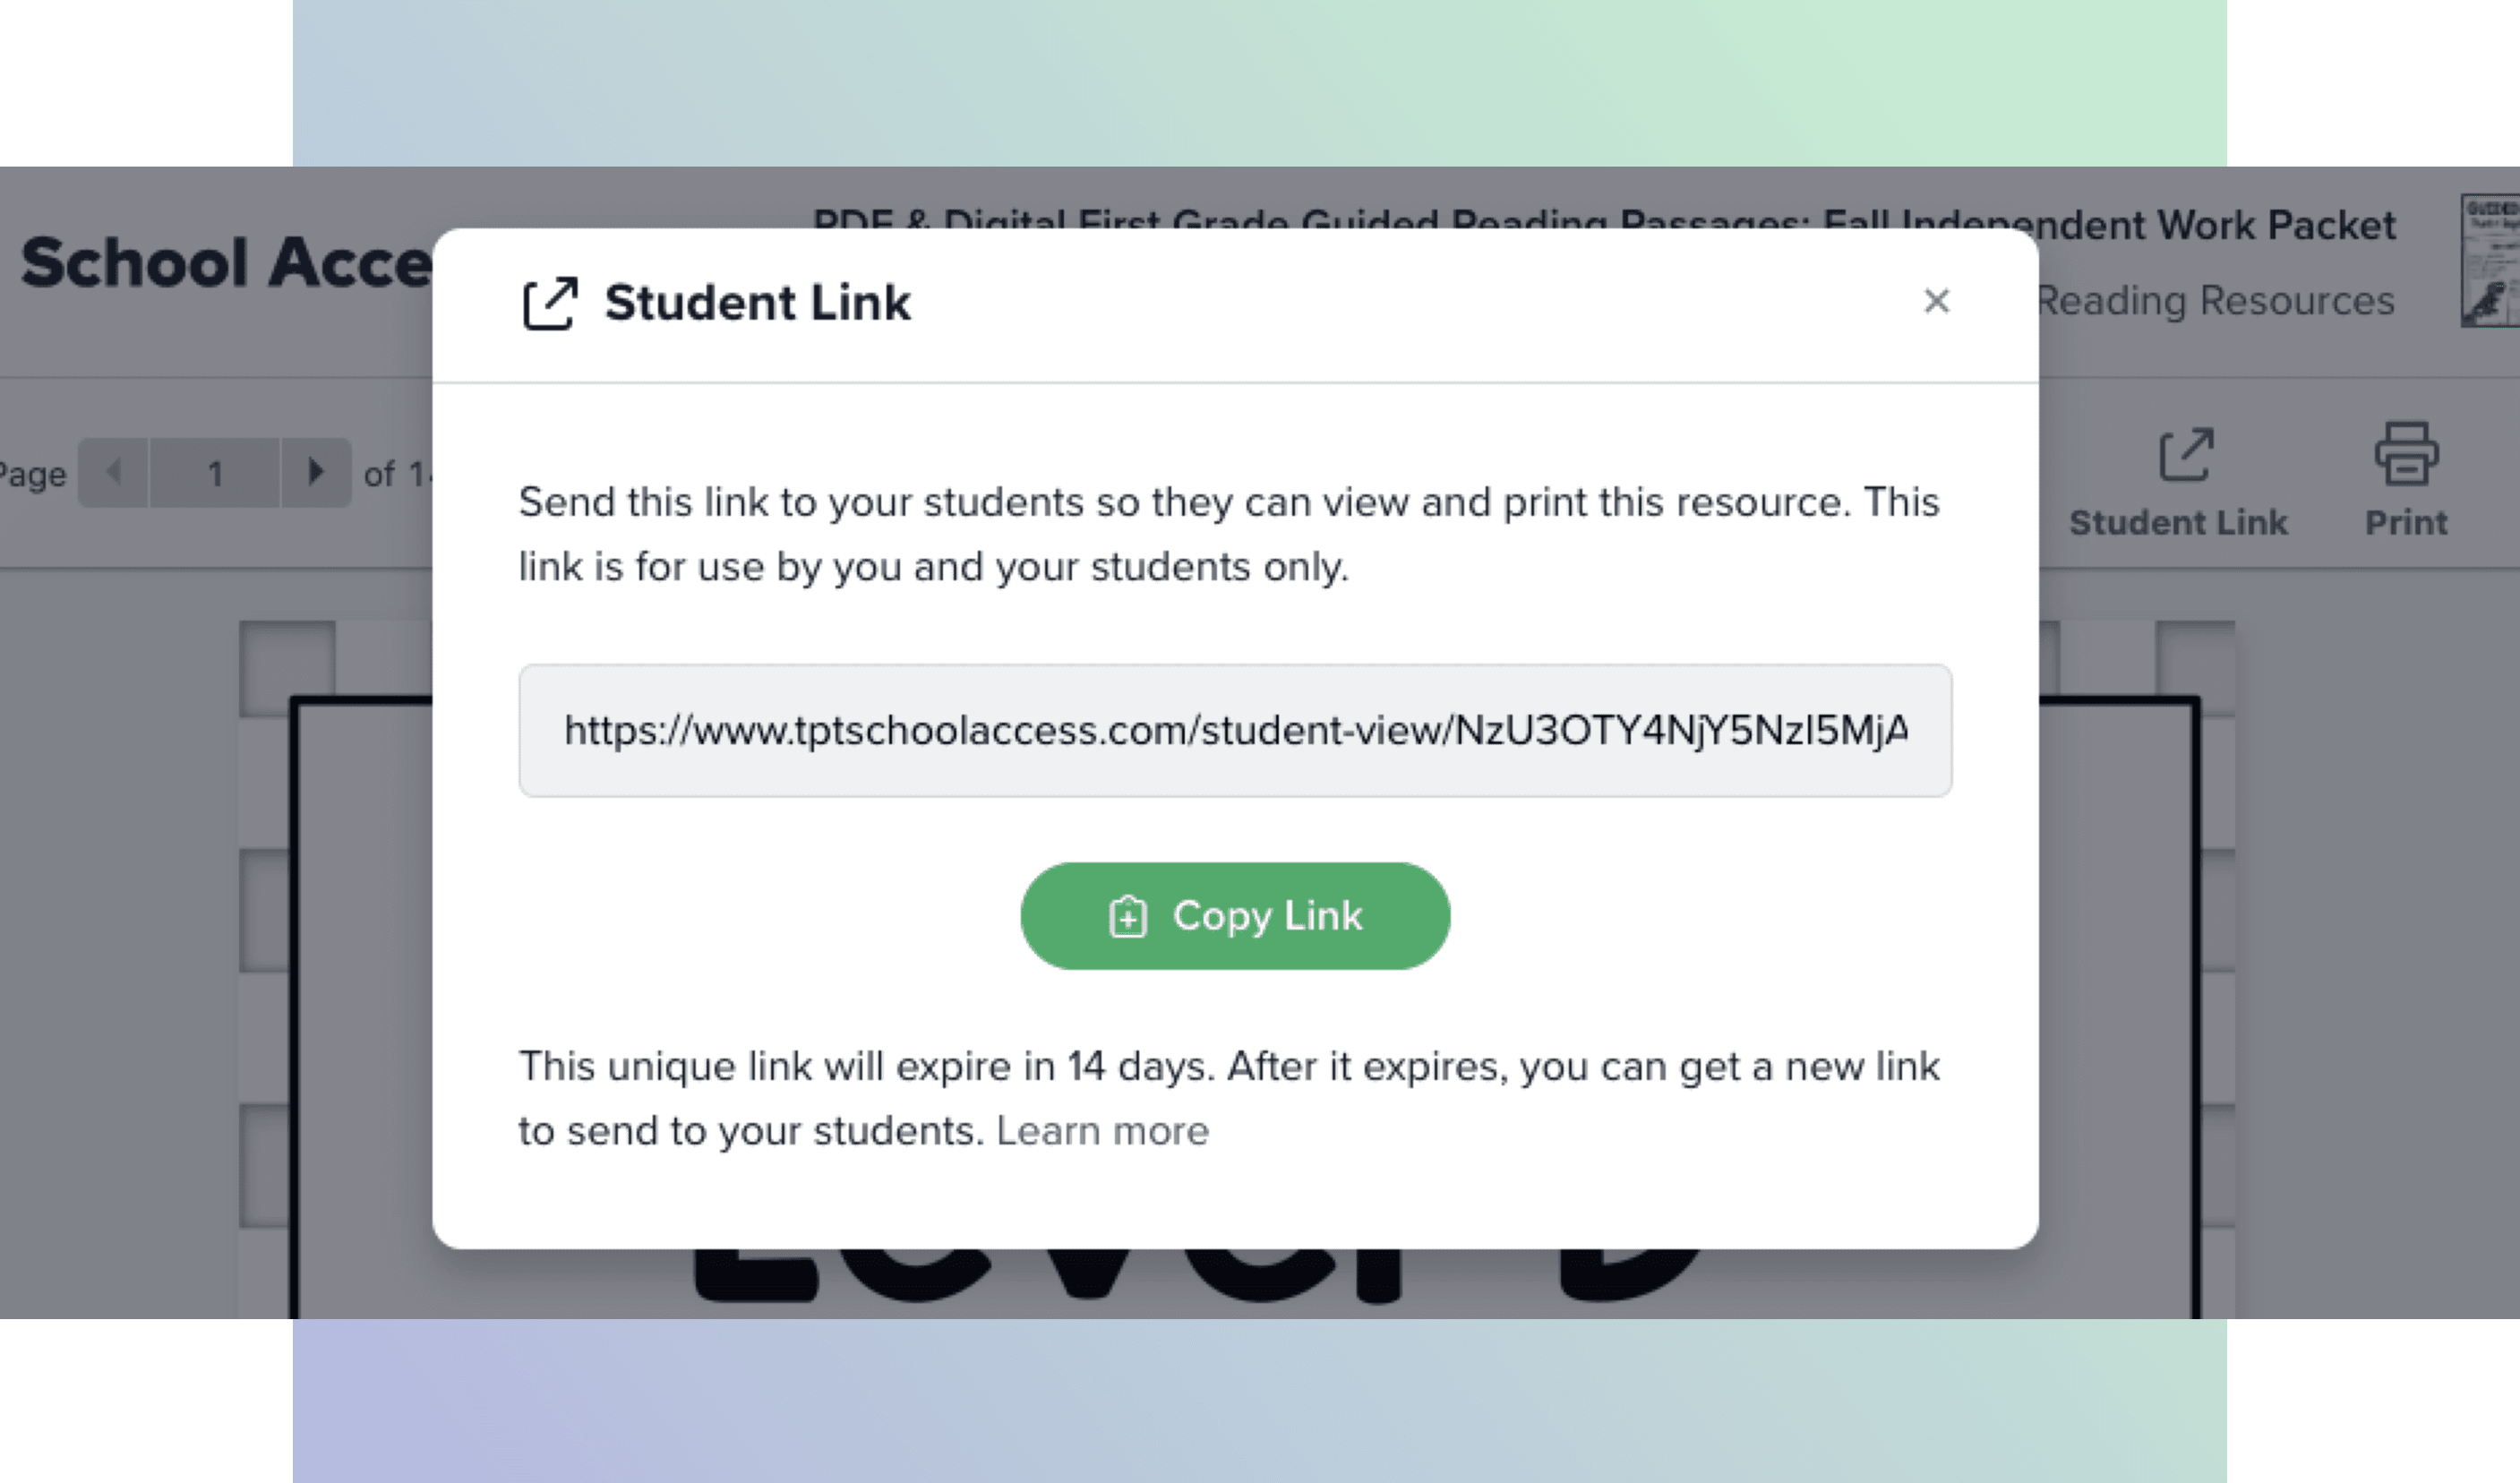 PDF & Digital First Grade Guided Reading Passages: Fall Independent Work Packet
School Acce
Reading Resources
Student Link
Page 1 of 1
Student Link
Print
Send this link to your students so they can view and print this resource. This
link is for use by you and your students only.
https://www.tptschoolaccess.com/student-view/NzU3OTY4NjY5NzI5MjA
Copy Link
This unique link will expire in 14 days. After it expires, you can get a new link
to send to your students. Learn more
Level D